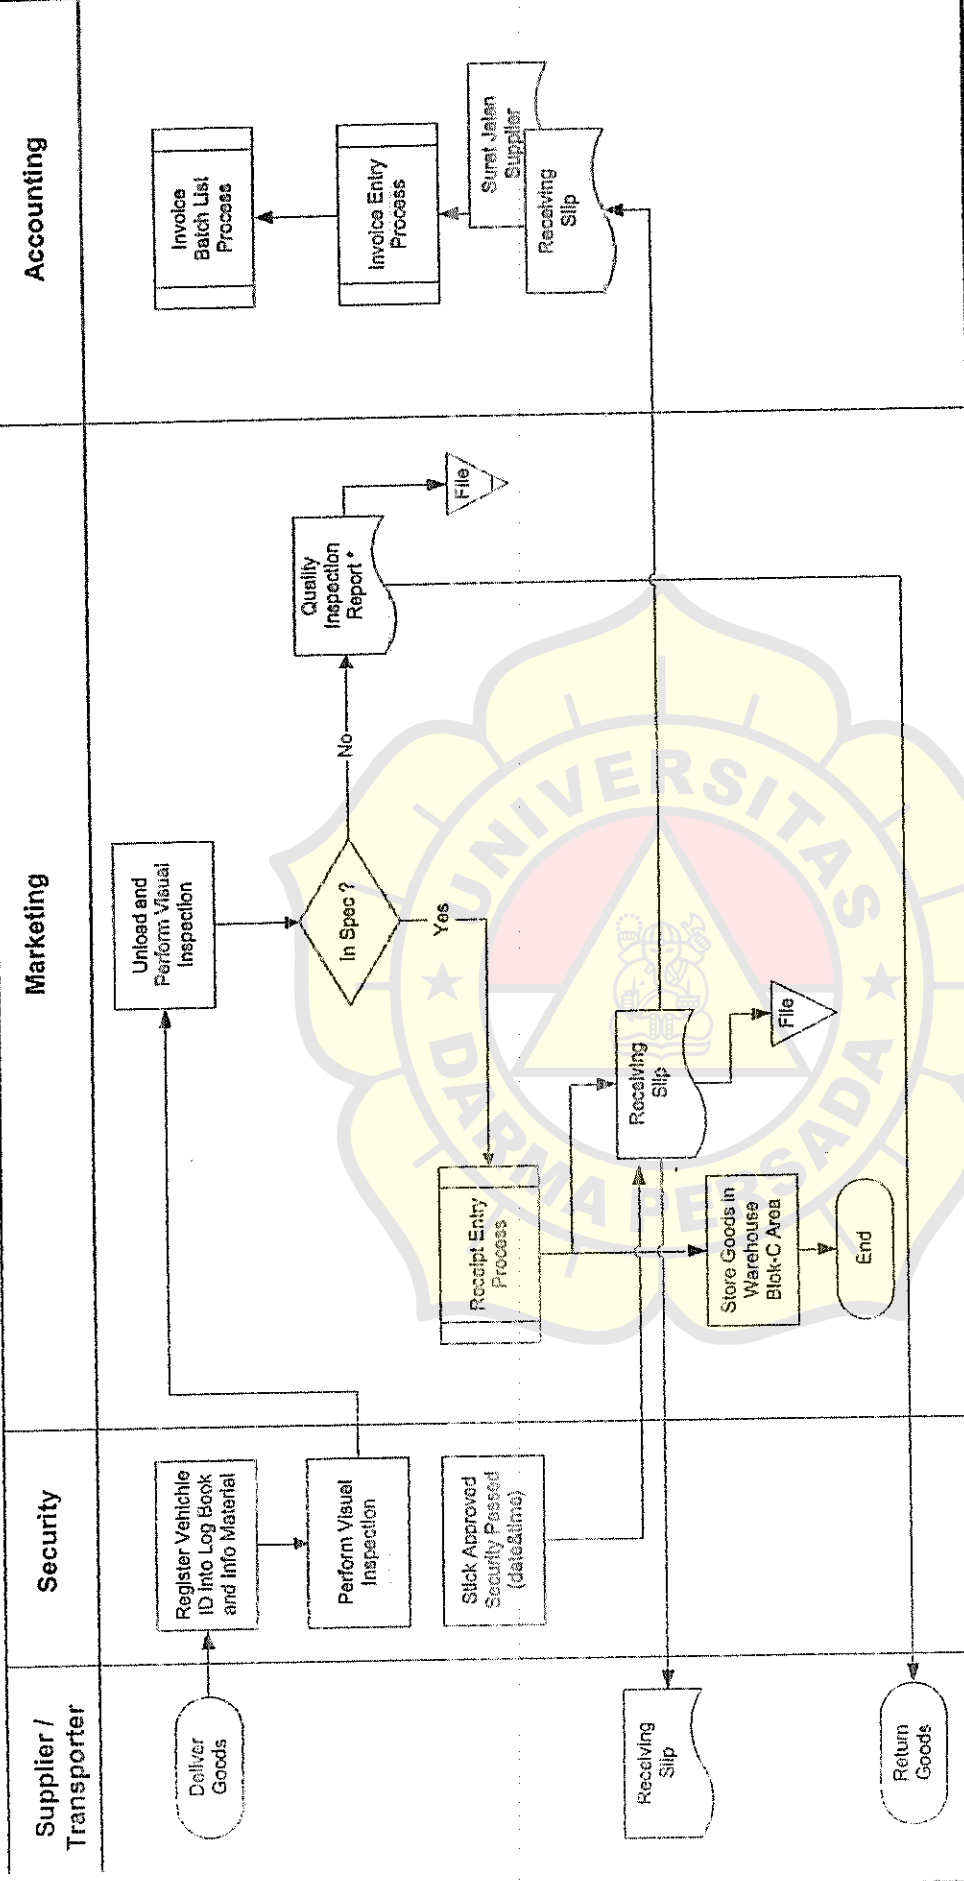 Supplier /
Transporter
Security
Marketing
Accounting
Deliver
Goods
Register Vehichle
ID Into Log Book
and Info Material
Perform Visual
Inspection
Unload and
Perform Visual
Inspection
In Spec ?
No
Yes
Quality
Inspection
Report *
File
Receipt Entry
Process
Stick Approved
Security Passed
(date&time)
Receiving
Slip
File
Store Goods in
Warehouse
Blok-C Area
End
Receiving
Slip
Return
Goods
Surat Jalan
Supplier
Receiving
Slip
Invoice Entry
Process
Invoice
Batch List
Process
UNIVERSITAS
DARMA PERSADA